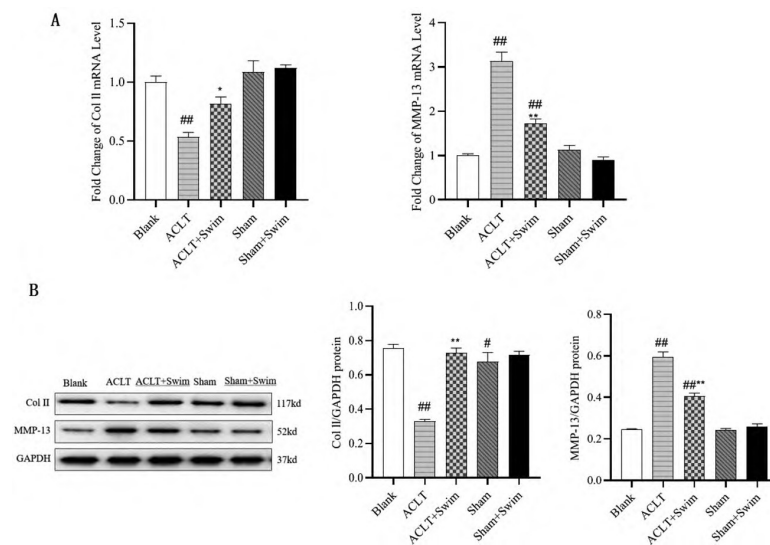 A
Fold Change of Col II mRNA Level
1.5
1.0
0.5
0.0
##
*
Blank
ACLT
ACLT+Swim
Sham
Sham+Swim
Fold Change of MMP-13 mRNA Level
4
3
2
1
0
##
##
**
Blank
ACLT
ACLT+Swim
Sham
Sham+Swim
B
Blank ACLT ACLT+Swim Sham Sham+Swim
Col II 117kd
MMP-13 52kd
GAPDH 37kd
Col II/GAPDH protein
1.0
0.8
0.6
0.4
0.2
0.0
##
**
#
Blank
ACLT
ACLT+Swim
Sham
Sham+Swim
MMP-13/GAPDH protein
0.8
0.6
0.4
0.2
0.0
##
##**
Blank
ACLT
ACLT+Swim
Sham
Sham+Swim